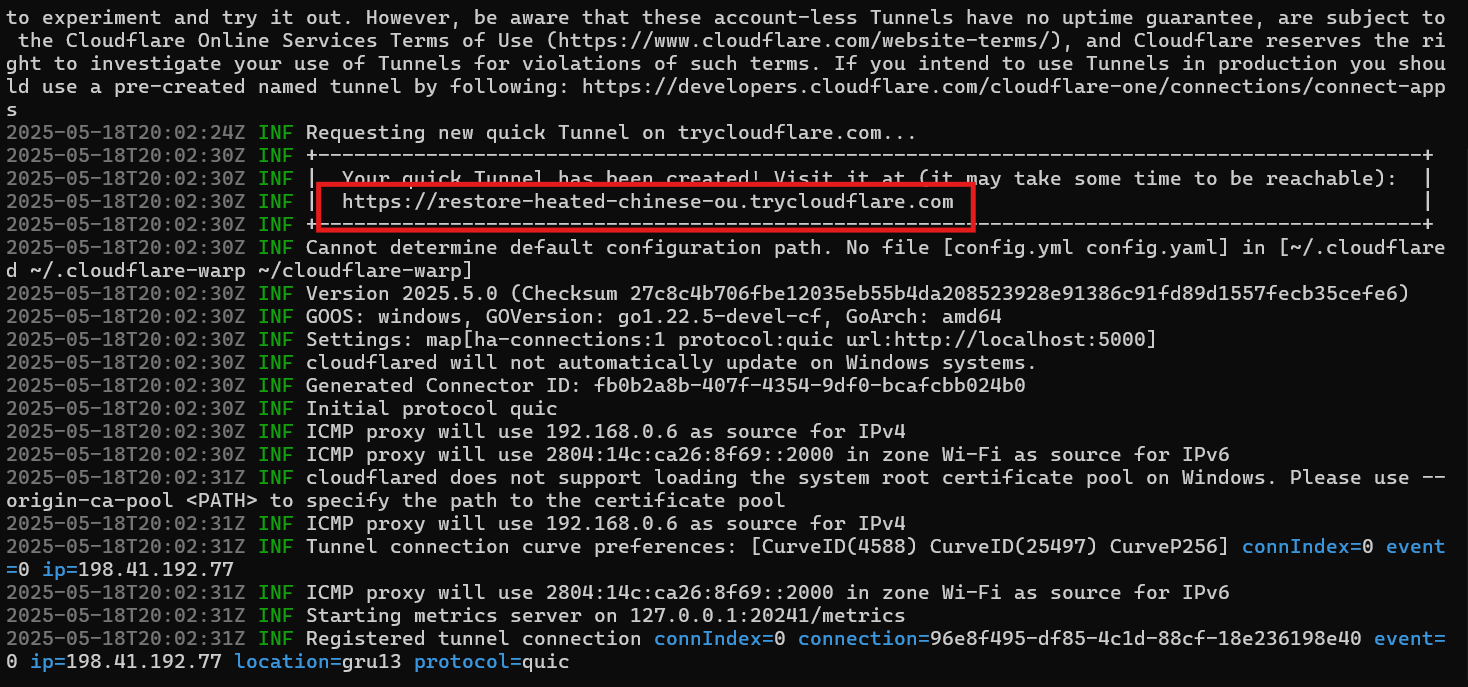 to experiment and try it out. However, be aware that these account-less Tunnels have no uptime guarantee, are subject to
 the Cloudflare Online Services Terms of Use (https://www.cloudflare.com/website-terms/), and Cloudflare reserves the ri
ght to investigate your use of Tunnels for violations of such terms. If you intend to use Tunnels in production you shou
ld use a pre-created named tunnel by following: https://developers.cloudflare.com/cloudflare-one/connections/connect-app
s
2025-05-18T20:02:24Z INF Requesting new quick Tunnel on trycloudflare.com...
2025-05-18T20:02:30Z INF +--------------------------------------------------------------------------------------------+
2025-05-18T20:02:30Z INF |  Your quick Tunnel has been created! Visit it at (it may take some time to be reachable):  |
2025-05-18T20:02:30Z INF |  https://restore-heated-chinese-ou.trycloudflare.com                                       |
2025-05-18T20:02:30Z INF +--------------------------------------------------------------------------------------------+
2025-05-18T20:02:30Z INF Cannot determine default configuration path. No file [config.yml config.yaml] in [~/.cloudflare
d ~/.cloudflare-warp ~/cloudflare-warp]
2025-05-18T20:02:30Z INF Version 2025.5.0 (Checksum 27c8c4b706fbe12035eb55b4da208523928e91386c91fd89d1557fecb35cefe6)
2025-05-18T20:02:30Z INF GOOS: windows, GOVersion: go1.22.5-devel-cf, GoArch: amd64
2025-05-18T20:02:30Z INF Settings: map[ha-connections:1 protocol:quic url:http://localhost:5000]
2025-05-18T20:02:30Z INF cloudflared will not automatically update on Windows systems.
2025-05-18T20:02:30Z INF Generated Connector ID: fb0b2a8b-407f-4354-9df0-bcafcbb024b0
2025-05-18T20:02:30Z INF Initial protocol quic
2025-05-18T20:02:30Z INF ICMP proxy will use 192.168.0.6 as source for IPv4
2025-05-18T20:02:30Z INF ICMP proxy will use 2804:14c:ca26:8f69::2000 in zone Wi-Fi as source for IPv6
2025-05-18T20:02:31Z INF cloudflared does not support loading the system root certificate pool on Windows. Please use --
origin-ca-pool <PATH> to specify the path to the certificate pool
2025-05-18T20:02:31Z INF ICMP proxy will use 192.168.0.6 as source for IPv4
2025-05-18T20:02:31Z INF Tunnel connection curve preferences: [CurveID(4588) CurveID(25497) CurveP256] connIndex=0 event
=0 ip=198.41.192.77
2025-05-18T20:02:31Z INF ICMP proxy will use 2804:14c:ca26:8f69::2000 in zone Wi-Fi as source for IPv6
2025-05-18T20:02:31Z INF Starting metrics server on 127.0.0.1:20241/metrics
2025-05-18T20:02:31Z INF Registered tunnel connection connIndex=0 connection=96e8f495-df85-4c1d-88cf-18e236198e40 event=
0 ip=198.41.192.77 location=gru13 protocol=quic